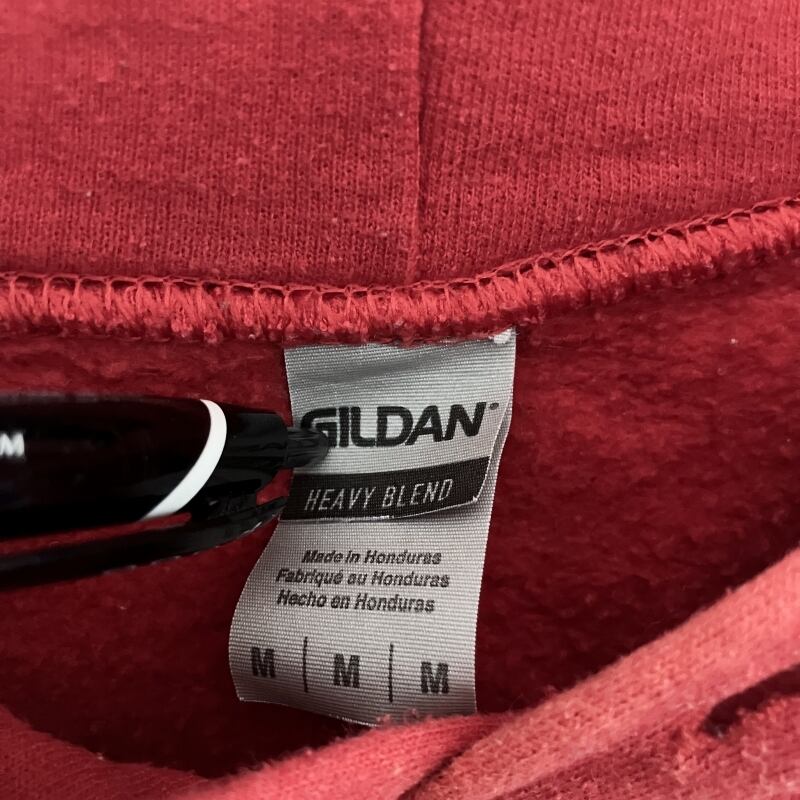 GILDAN®
HEAVY BLEND
Made in Honduras
Fabriqué au Honduras
Hecho en Honduras
M | M | M